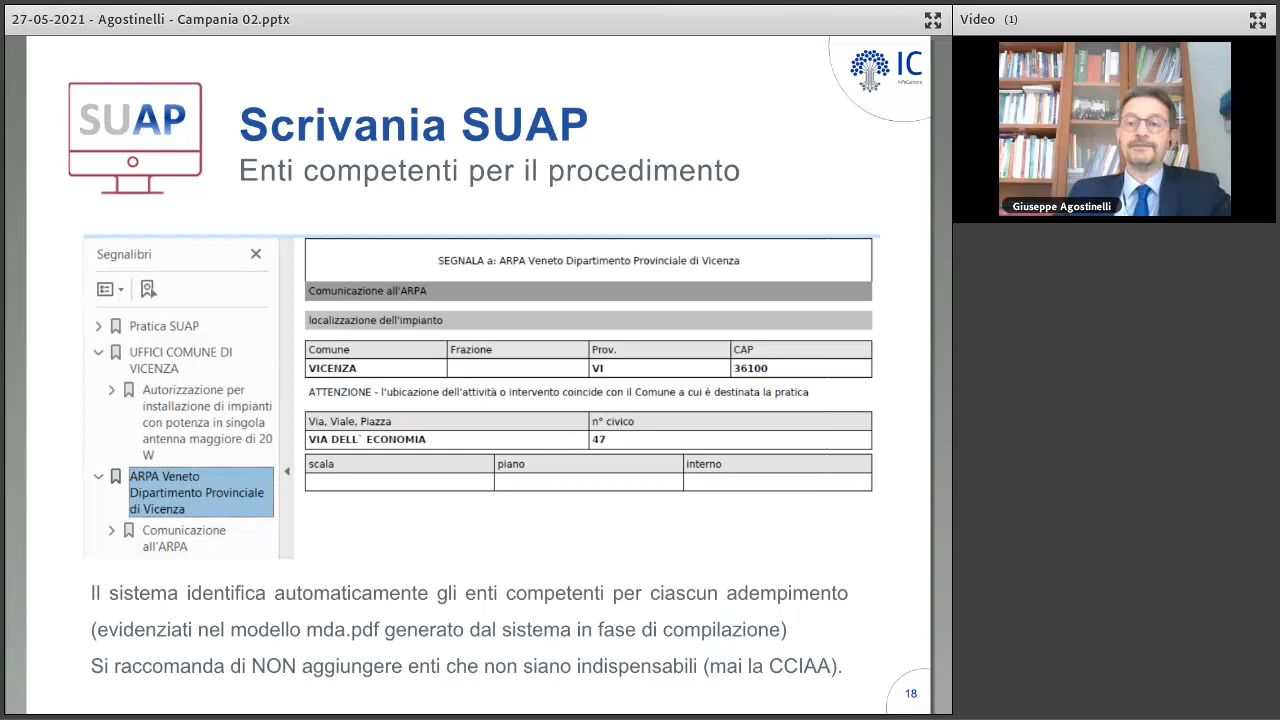 27-05-2021 - Agostinelli - Campania 02.pptx
Video (1)
IC
InfoCamere
SUAP
Scrivania SUAP
Enti competenti per il procedimento
Giuseppe Agostinelli
Segnalibri
Pratica SUAP
UFFICI COMUNE DI
VICENZA
Autorizzazione per
installazione di impianti
con potenza in singola
antenna maggiore di 20
W
ARPA Veneto
Dipartimento Provinciale
di Vicenza
Comunicazione
all'ARPA
SEGNALA a: ARPA Veneto Dipartimento Provinciale di Vicenza
Comunicazione all'ARPA
localizzazione dell'impianto
Comune Frazione Prov. CAP
VICENZA VI 36100
ATTENZIONE - l'ubicazione dell'attività o intervento coincide con il Comune a cui è destinata la pratica
Via, Viale, Piazza n° civico
VIA DELL` ECONOMIA 47
scala piano interno
Il sistema identifica automaticamente gli enti competenti per ciascun adempimento
(evidenziati nel modello mda.pdf generato dal sistema in fase di compilazione)
Si raccomanda di NON aggiungere enti che non siano indispensabili (mai la CCIAA).
18